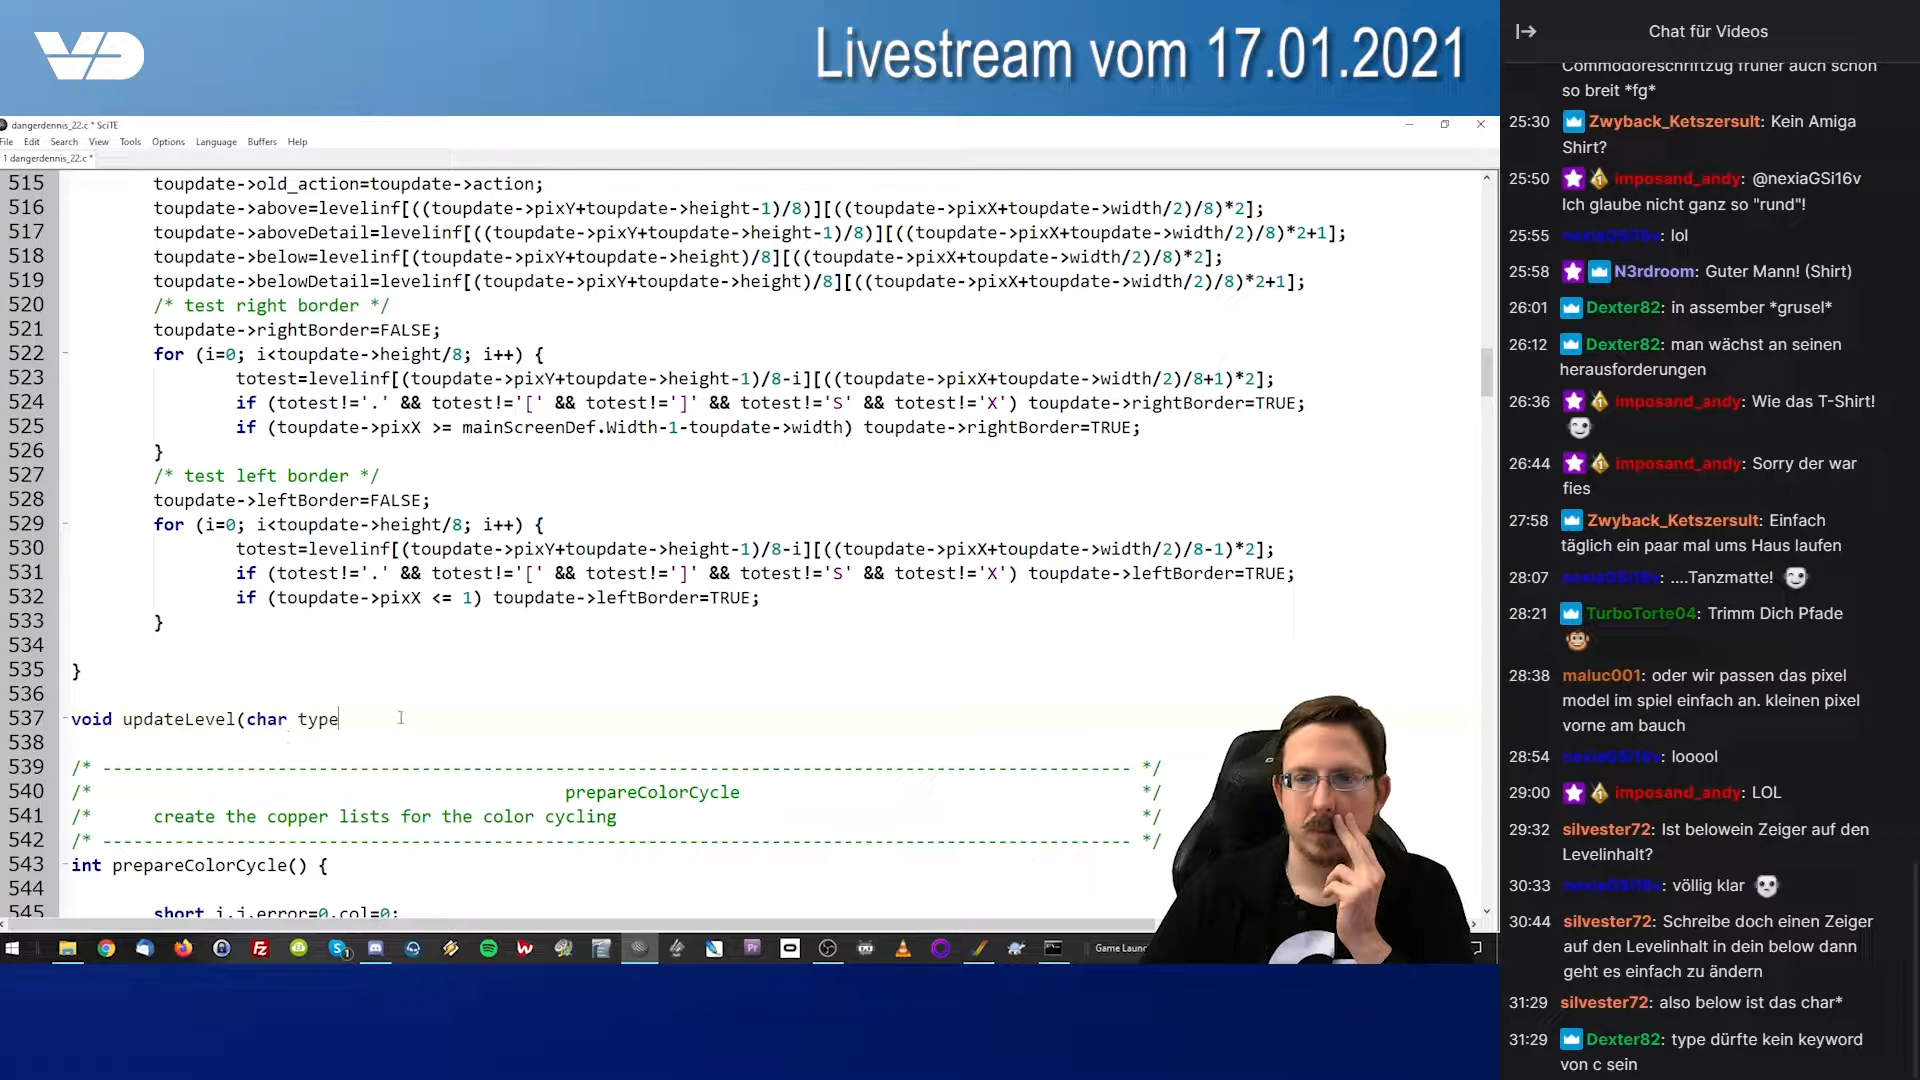 VD
Livestream vom 17.01.2021
dangerdennis_22.c * SciTE
File Edit Search View Tools Options Language Buffers Help
1 dangerdennis_22.c *
515 toupdate->old_action=toupdate->action;
516 toupdate->above=levelinf[((toupdate->pixY+toupdate->height-1)/8)][((toupdate->pixX+toupdate->width/2)/8)*2];
517 toupdate->aboveDetail=levelinf[((toupdate->pixY+toupdate->height-1)/8)][((toupdate->pixX+toupdate->width/2)/8)*2+1];
518 toupdate->below=levelinf[(toupdate->pixY+toupdate->height)/8][((toupdate->pixX+toupdate->width/2)/8)*2];
519 toupdate->belowDetail=levelinf[(toupdate->pixY+toupdate->height)/8][((toupdate->pixX+toupdate->width/2)/8)*2+1];
520 /* test right border */
521 toupdate->rightBorder=FALSE;
522 for (i=0; i<toupdate->height/8; i++) {
523 totest=levelinf[(toupdate->pixY+toupdate->height-1)/8-i][((toupdate->pixX+toupdate->width/2)/8+1)*2];
524 if (totest!='.' && totest!='[' && totest!=']' && totest!='S' && totest!='X') toupdate->rightBorder=TRUE;
525 if (toupdate->pixX >= mainScreenDef.Width-1-toupdate->width) toupdate->rightBorder=TRUE;
526 }
527 /* test left border */
528 toupdate->leftBorder=FALSE;
529 for (i=0; i<toupdate->height/8; i++) {
530 totest=levelinf[(toupdate->pixY+toupdate->height-1)/8-i][((toupdate->pixX+toupdate->width/2)/8-1)*2];
531 if (totest!='.' && totest!='[' && totest!=']' && totest!='S' && totest!='X') toupdate->leftBorder=TRUE;
532 if (toupdate->pixX <= 1) toupdate->leftBorder=TRUE;
533 }
534
535 }
536
537 void updateLevel(char type
538
539 /* ---------------------------------------------------------------------------------------------------- */
540 /* prepareColorCycle */
541 /* create the copper lists for the color cycling */
542 /* ---------------------------------------------------------------------------------------------------- */
543 int prepareColorCycle() {
544
545 short i,j,error=0,col=0;
Game Launc
Chat für Videos
Commodoreschriftzug früher auch schon
so breit *fg*
25:30 Zwyback_Ketszersult: Kein Amiga
Shirt?
25:50 imposand_andy: @nexiaGSi16v
Ich glaube nicht ganz so "rund"!
25:55 nexiaGSi16v: lol
25:58 N3rdroom: Guter Mann! (Shirt)
26:01 Dexter82: in assember *grusel*
26:12 Dexter82: man wächst an seinen
herausforderungen
26:36 imposand_andy: Wie das T-Shirt!
26:44 imposand_andy: Sorry der war
fies
27:58 Zwyback_Ketszersult: Einfach
täglich ein paar mal ums Haus laufen
28:07 nexiaGSi16v: ....Tanzmatte!
28:21 TurboTorte04: Trimm Dich Pfade
28:38 maluc001: oder wir passen das pixel
model im spiel einfach an. kleinen pixel
vorne am bauch
28:54 nexiaGSi16v: looool
29:00 imposand_andy: LOL
29:32 silvester72: Ist belowein Zeiger auf den
Levelinhalt?
30:33 nexiaGSi16v: völlig klar
30:44 silvester72: Schreibe doch einen Zeiger
auf den Levelinhalt in dein below dann
geht es einfach zu ändern
31:29 silvester72: also below ist das char*
31:29 Dexter82: type dürfte kein keyword
von c sein